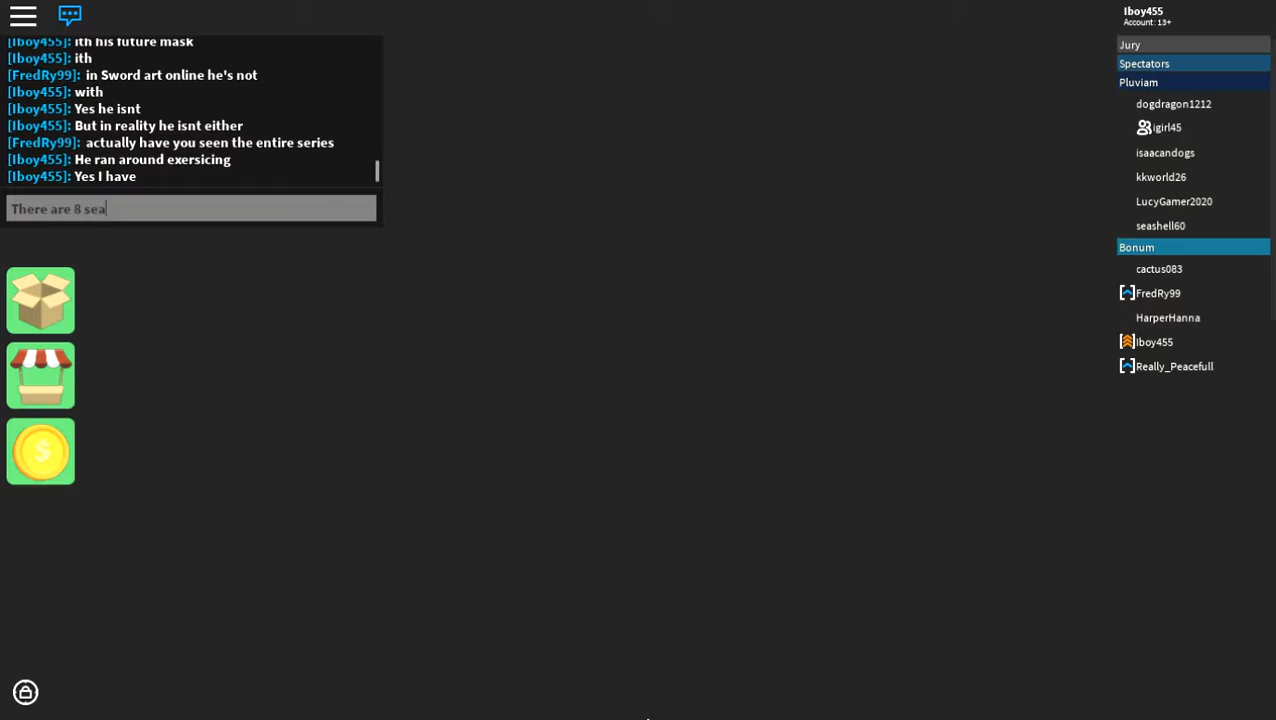 [Iboy455]: ith his future mask
[Iboy455]: ith
[FredRy99]: in Sword art online he's not
[Iboy455]: with
[Iboy455]: Yes he isnt
[Iboy455]: But in reality he isnt either
[FredRy99]: actually have you seen the entire series
[Iboy455]: He ran around exersicing
[Iboy455]: Yes I have
There are 8 sea
$
Iboy455
Account: 13+
Jury
Spectators
Pluviam
dogdragon1212
igirl45
isaacandogs
kkworld26
LucyGamer2020
seashell60
Bonum
cactus083
FredRy99
HarperHanna
Iboy455
Really_Peacefull